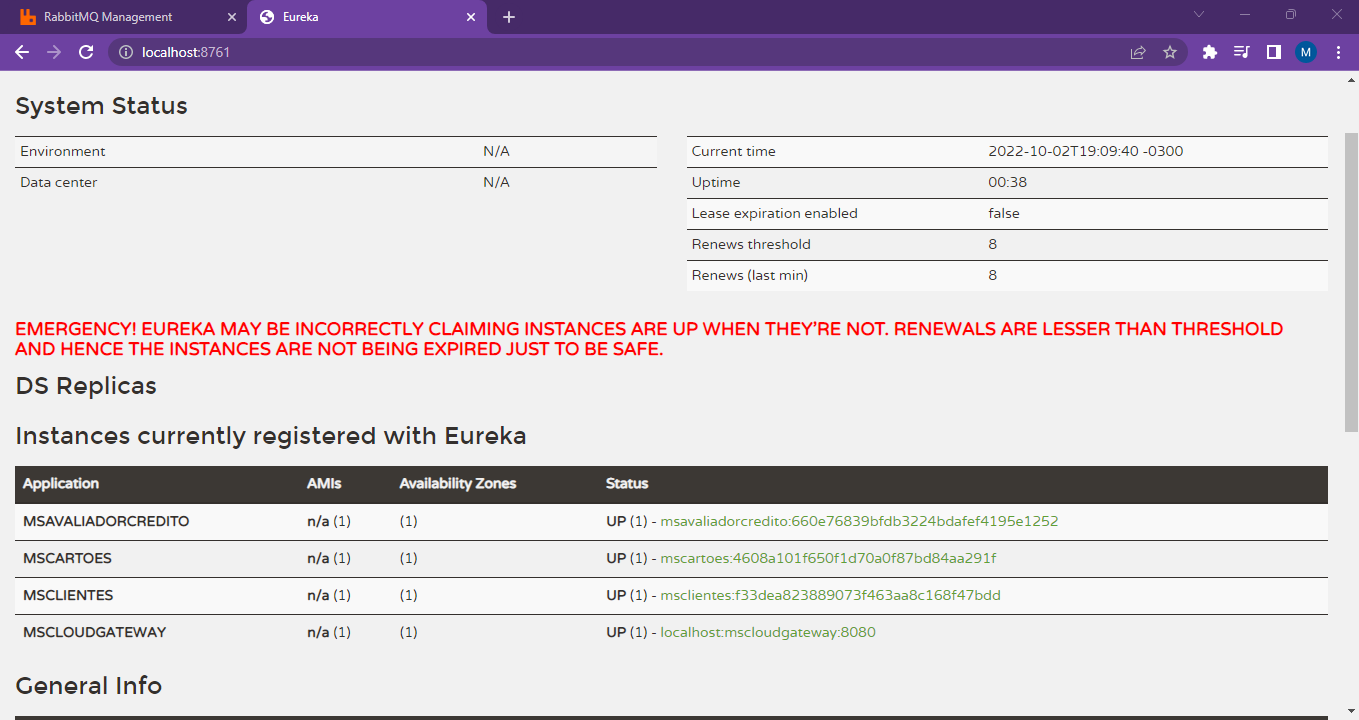 RabbitMQ Management
Eureka
localhost:8761
M
System Status
Environment N/A
Data center N/A
Current time 2022-10-02T19:09:40 -0300
Uptime 00:38
Lease expiration enabled false
Renews threshold 8
Renews (last min) 8
EMERGENCY! EUREKA MAY BE INCORRECTLY CLAIMING INSTANCES ARE UP WHEN THEY'RE NOT. RENEWALS ARE LESSER THAN THRESHOLD
AND HENCE THE INSTANCES ARE NOT BEING EXPIRED JUST TO BE SAFE.
DS Replicas
Instances currently registered with Eureka
Application AMIs Availability Zones Status
MSAVALIADORCREDITO n/a (1) (1) UP (1) - msavaliadorcredito:660e76839bfdb3224bdafef4195e1252
MSCARTOES n/a (1) (1) UP (1) - mscartoes:4608a101f650f1d70a0f87bd84aa291f
MSCLIENTES n/a (1) (1) UP (1) - msclientes:f33dea823889073f463aa8c168f47bdd
MSCLOUDGATEWAY n/a (1) (1) UP (1) - localhost:mscloudgateway:8080
General Info